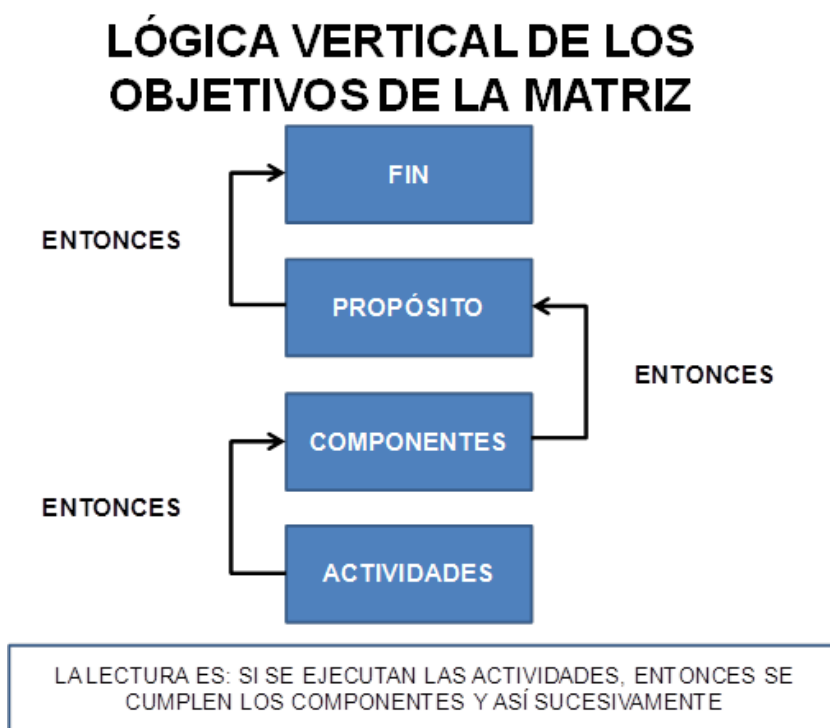 LÓGICA VERTICAL DE LOS
OBJETIVOS DE LA MATRIZ
FIN
ENTONCES
PROPÓSITO
ENTONCES
COMPONENTES
ENTONCES
ACTIVIDADES
LA LECTURA ES: SI SE EJECUTAN LAS ACTIVIDADES, ENTONCES SE
CUMPLEN LOS COMPONENTES Y ASÍ SUCESIVAMENTE